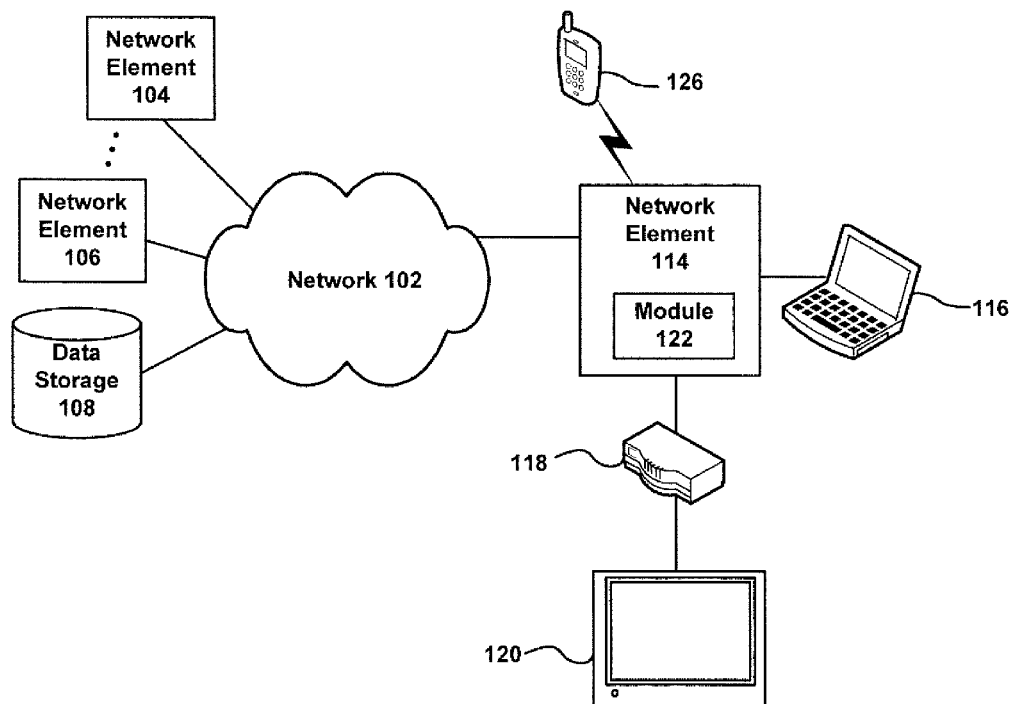 Network
Element
104
Network
Element
106
Data
Storage
108
Network 102
126
Network
Element
114
Module
122
116
118
120